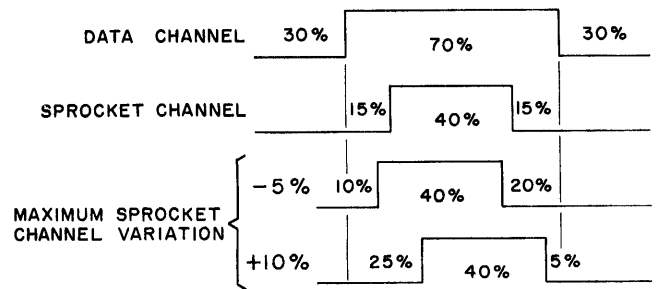 DATA CHANNEL 30% 70% 30%
SPROCKET CHANNEL 15% 40% 15%
-5% 10% 40% 20%
MAXIMUM SPROCKET
CHANNEL VARIATION
+10% 25% 40% 5%